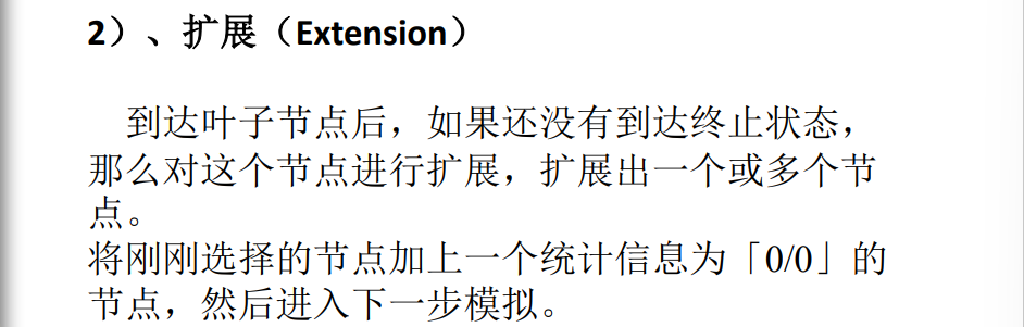 2）、扩展（Extension）
到达叶子节点后，如果还没有到达终止状态，
那么对这个节点进行扩展，扩展出一个或多个节
点。
将刚刚选择的节点加上一个统计信息为「0/0」的
节点，然后进入下一步模拟。